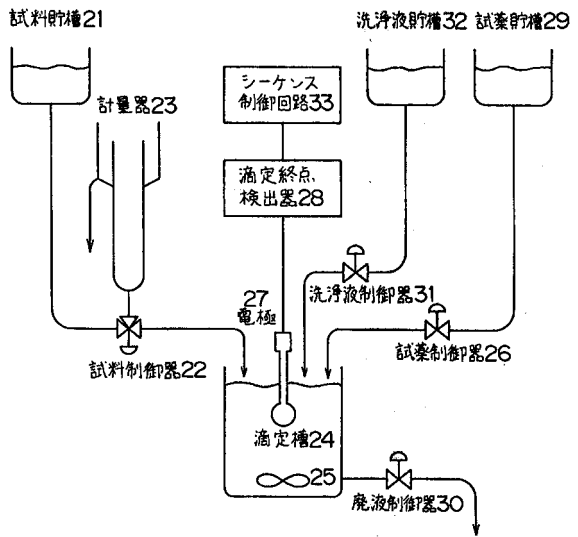 試料貯槽21
洗浄液貯槽32
試薬貯槽29
計量器23
シーケンス
制御回路33
滴定終点
検出器28
洗浄液制御器31
27
電極
試料制御器22
試薬制御器26
滴定槽24
25
廃液制御器30